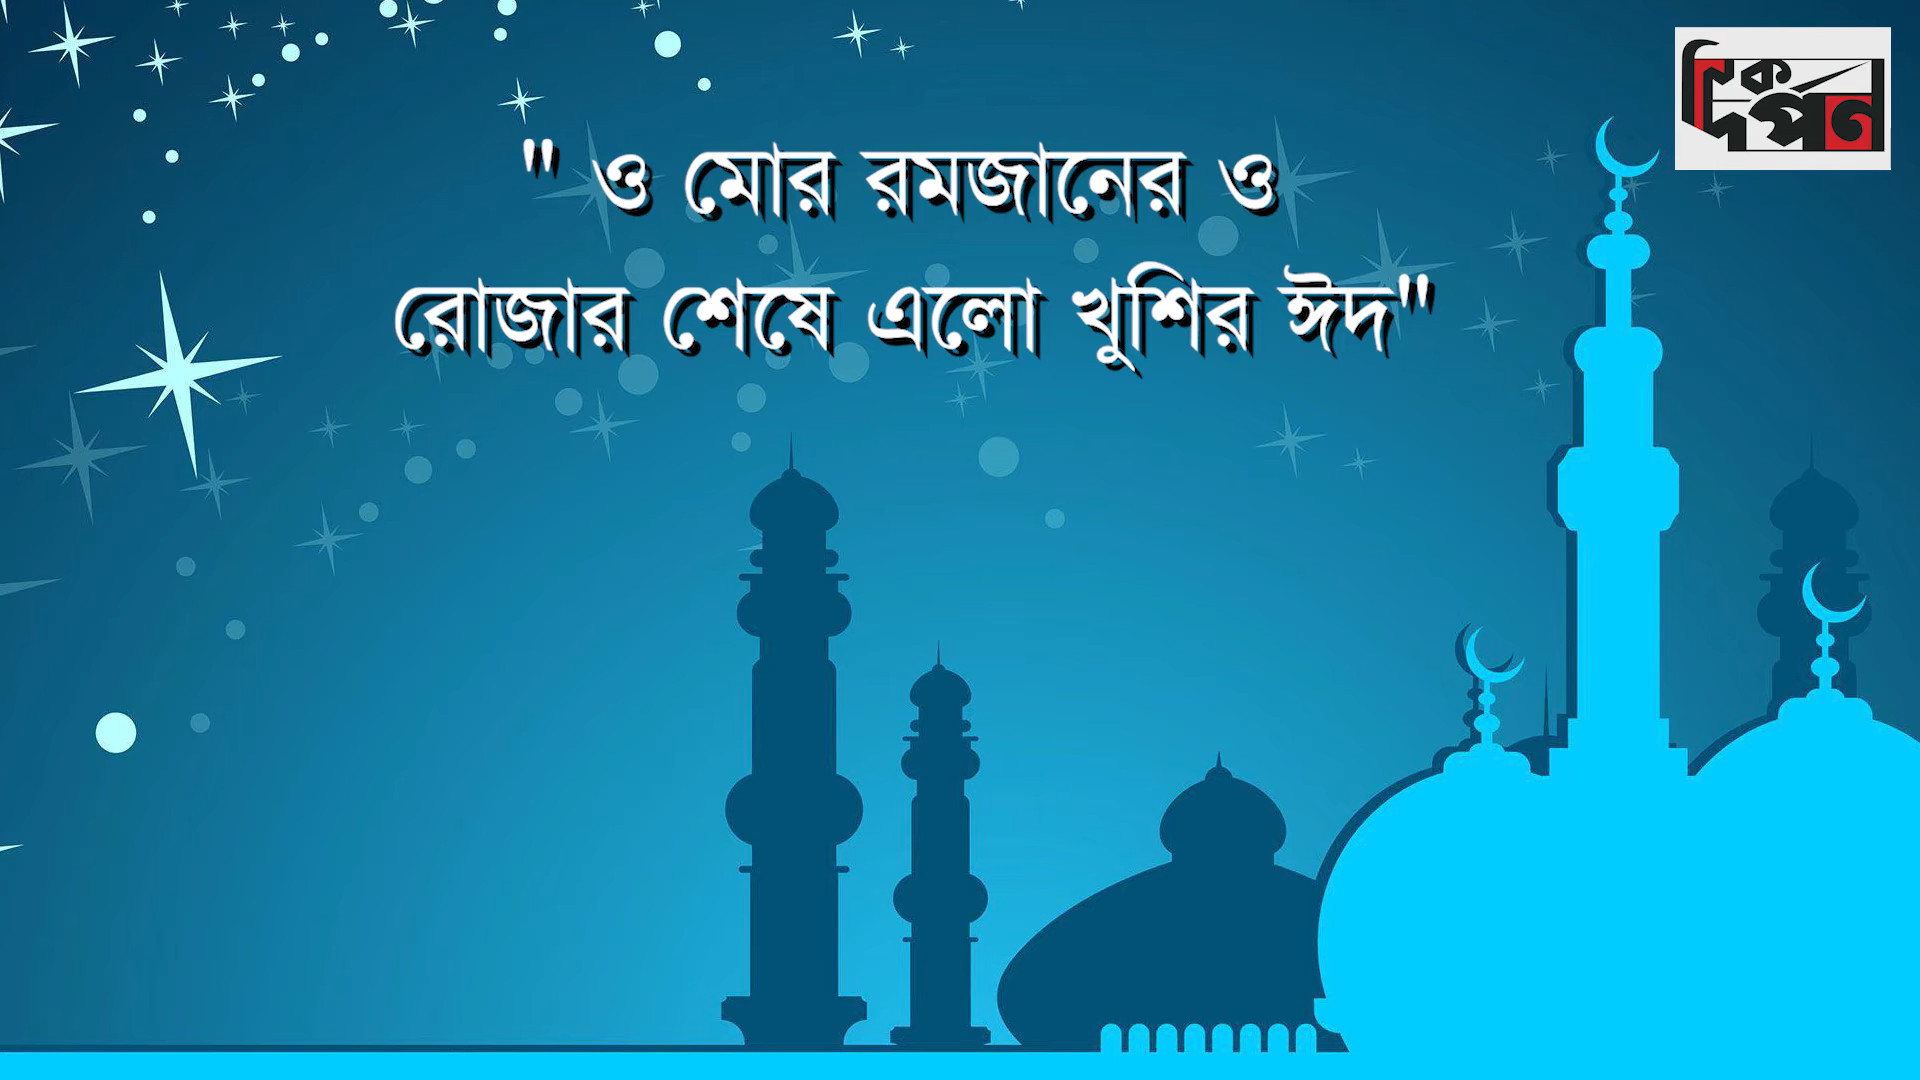 " ও মোর রমজানের ও
রোজার শেষে এলো খুশির ঈদ"